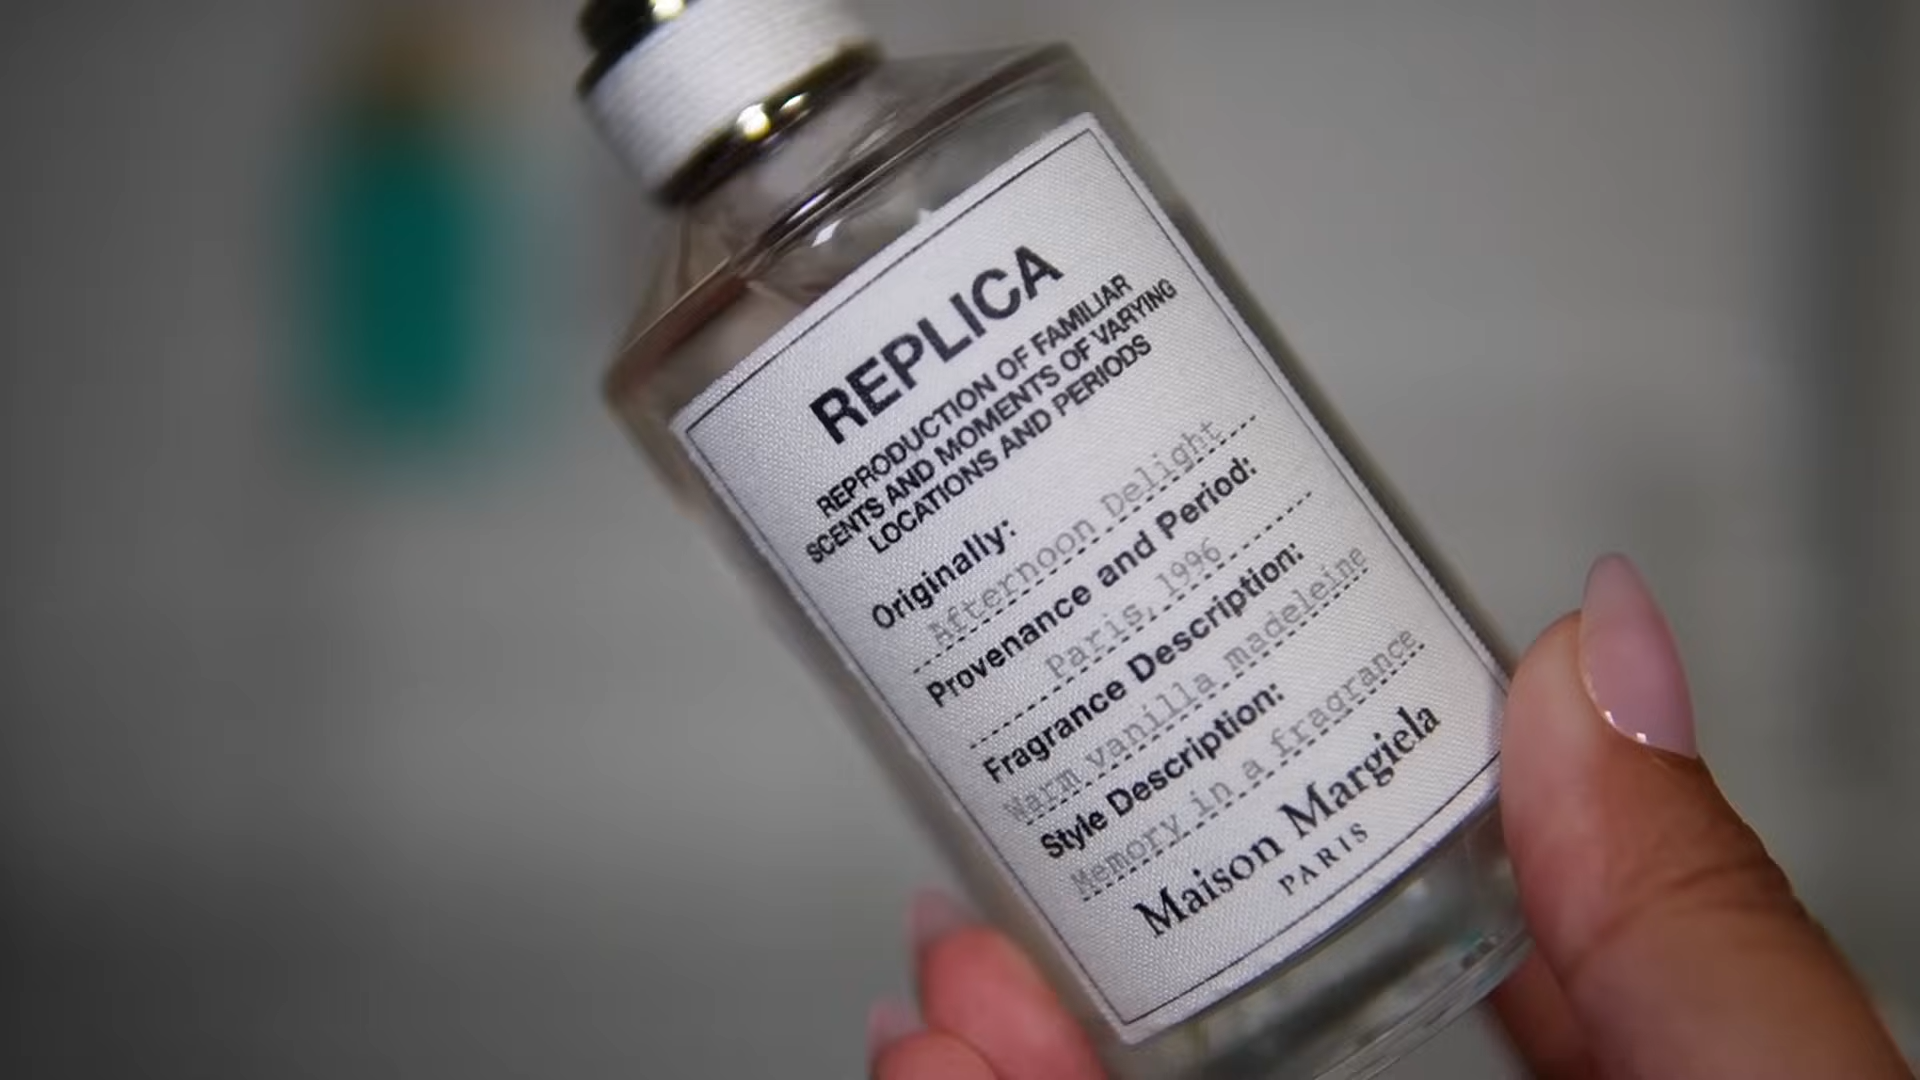 REPLICA
REPRODUCTION OF FAMILIAR
SCENTS AND MOMENTS OF VARYING
LOCATIONS AND PERIODS
Originally:
Afternoon Delight
Provenance and Period:
Paris, 1996
Fragrance Description:
Warm vanilla madeleine
Style Description:
Memory in a fragrance
Maison Margiela
PARIS